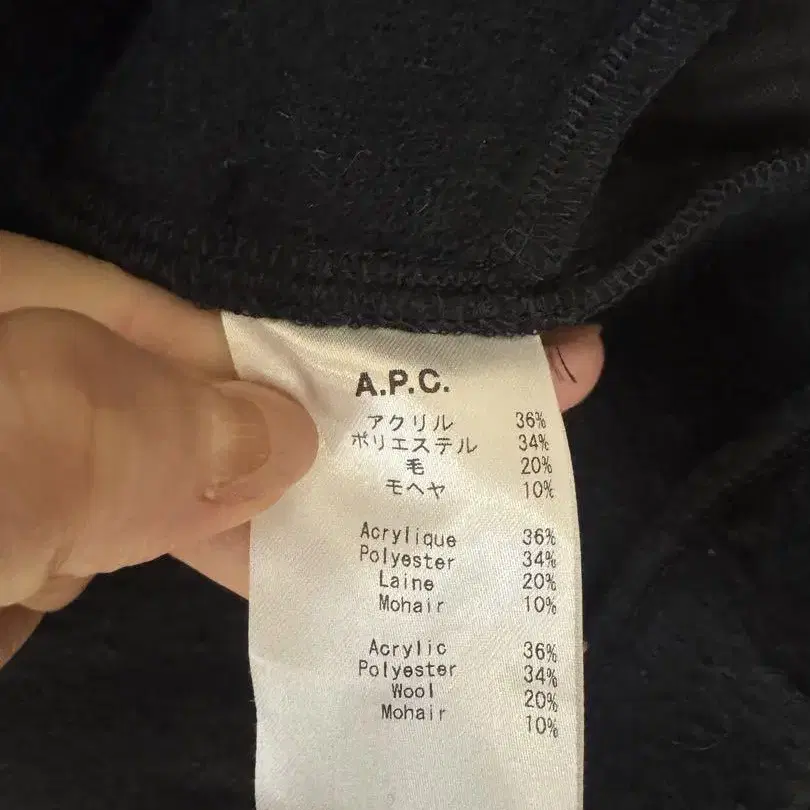 A.P.C.
アクリル 36%
ポリエステル 34%
毛 20%
モヘヤ 10%
Acrylique 36%
Polyester 34%
Laine 20%
Mohair 10%
Acrylic 36%
Polyester 34%
Wool 20%
Mohair 10%